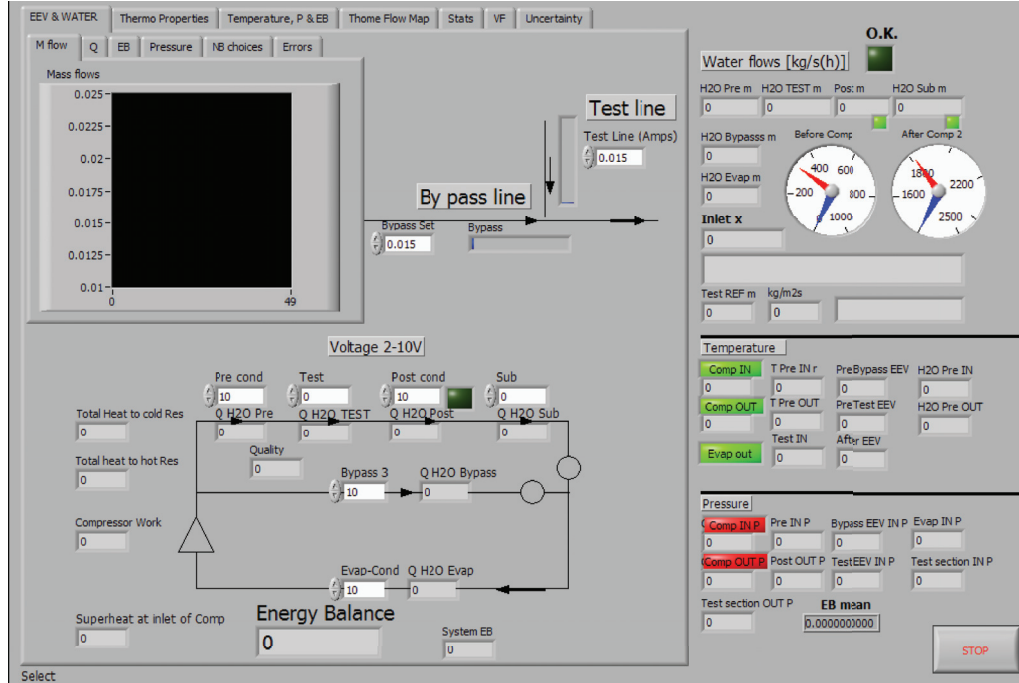 EEV & WATER Thermo Properties Temperature, P & EB Thome Flow Map Stats VF Uncertainty
M flow Q EB Pressure NB choices Errors
Mass flows
0.025
0.0225
0.02
0.0175
0.015
0.0125
0.01
0 49
Test line
Test Line (Amps)
0.015
By pass line
Bypass Set Bypass
0.015
Voltage 2-10V
Pre cond Test Post cond Sub
10 0 10 0
Total Heat to cold Res Q H2O Pre Q H2O TEST Q H2O Post Q H2O Sub
0 0 0 0 0
Total heat to hot Res Quality
0 0
Bypass 3 Q H2O Bypass
10 0
Compressor Work
0
Evap-Cond Q H2O Evap
10 0
Superheat at inlet of Comp Energy Balance
0 0
System EB
0
Select
O.K.
Water flows [kg/s(h)]
H2O Pre m H2O TEST m Post m H2O Sub m
0 0 0 0
H2O Bypasss m Before Comp After Comp 2
0
H2O Evap m
0
0 200 400 600 800 1000
1600 1800 2200 2500
Inlet x
0
Test REF m kg/m2s
0 0
Temperature
Comp IN T Pre IN r PreBypass EEV H2O Pre IN
0 0 0 0
Comp OUT T Pre OUT PreTest EEV H2O Pre OUT
0 0 0 0
Evap out Test IN After EEV
0 0
Pressure
Comp IN P Pre IN P Bypass EEV IN P Evap IN P
0 0 0 0
Comp OUT P Post OUT P TestEEV IN P Test section IN P
0 0 0 0
Test section OUT P EB mean
0 0.000000000
STOP